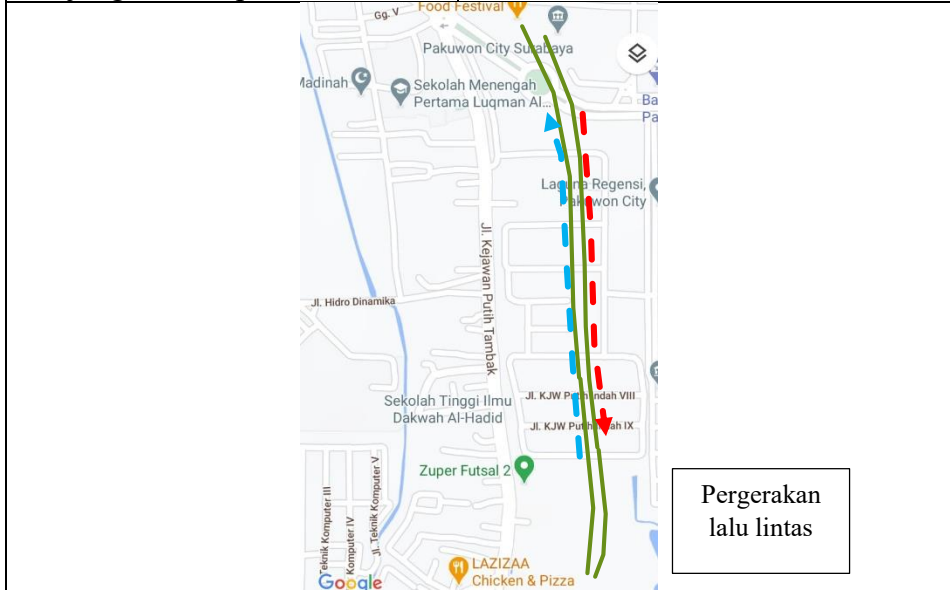 Food Festival
Gg. V
Pakuwon City Surabaya
Madinah
Sekolah Menengah
Pertama Luqman Al...
Ba
Pa
Laguna Regensi,
Pakuwon City
Jl. Kejawan Putih Tambak
Jl. Hidro Dinamika
Sekolah Tinggi Ilmu
Dakwah Al-Hadid
Jl. KJW Putih Indah VIII
Jl. KJW Putih Indah IX
Zuper Futsal 2
Pergerakan
lalu lintas
Teknik Komputer III
Komputer IV
Jl. Teknik Komputer V
LAZIZAA
Chicken & Pizza
Google